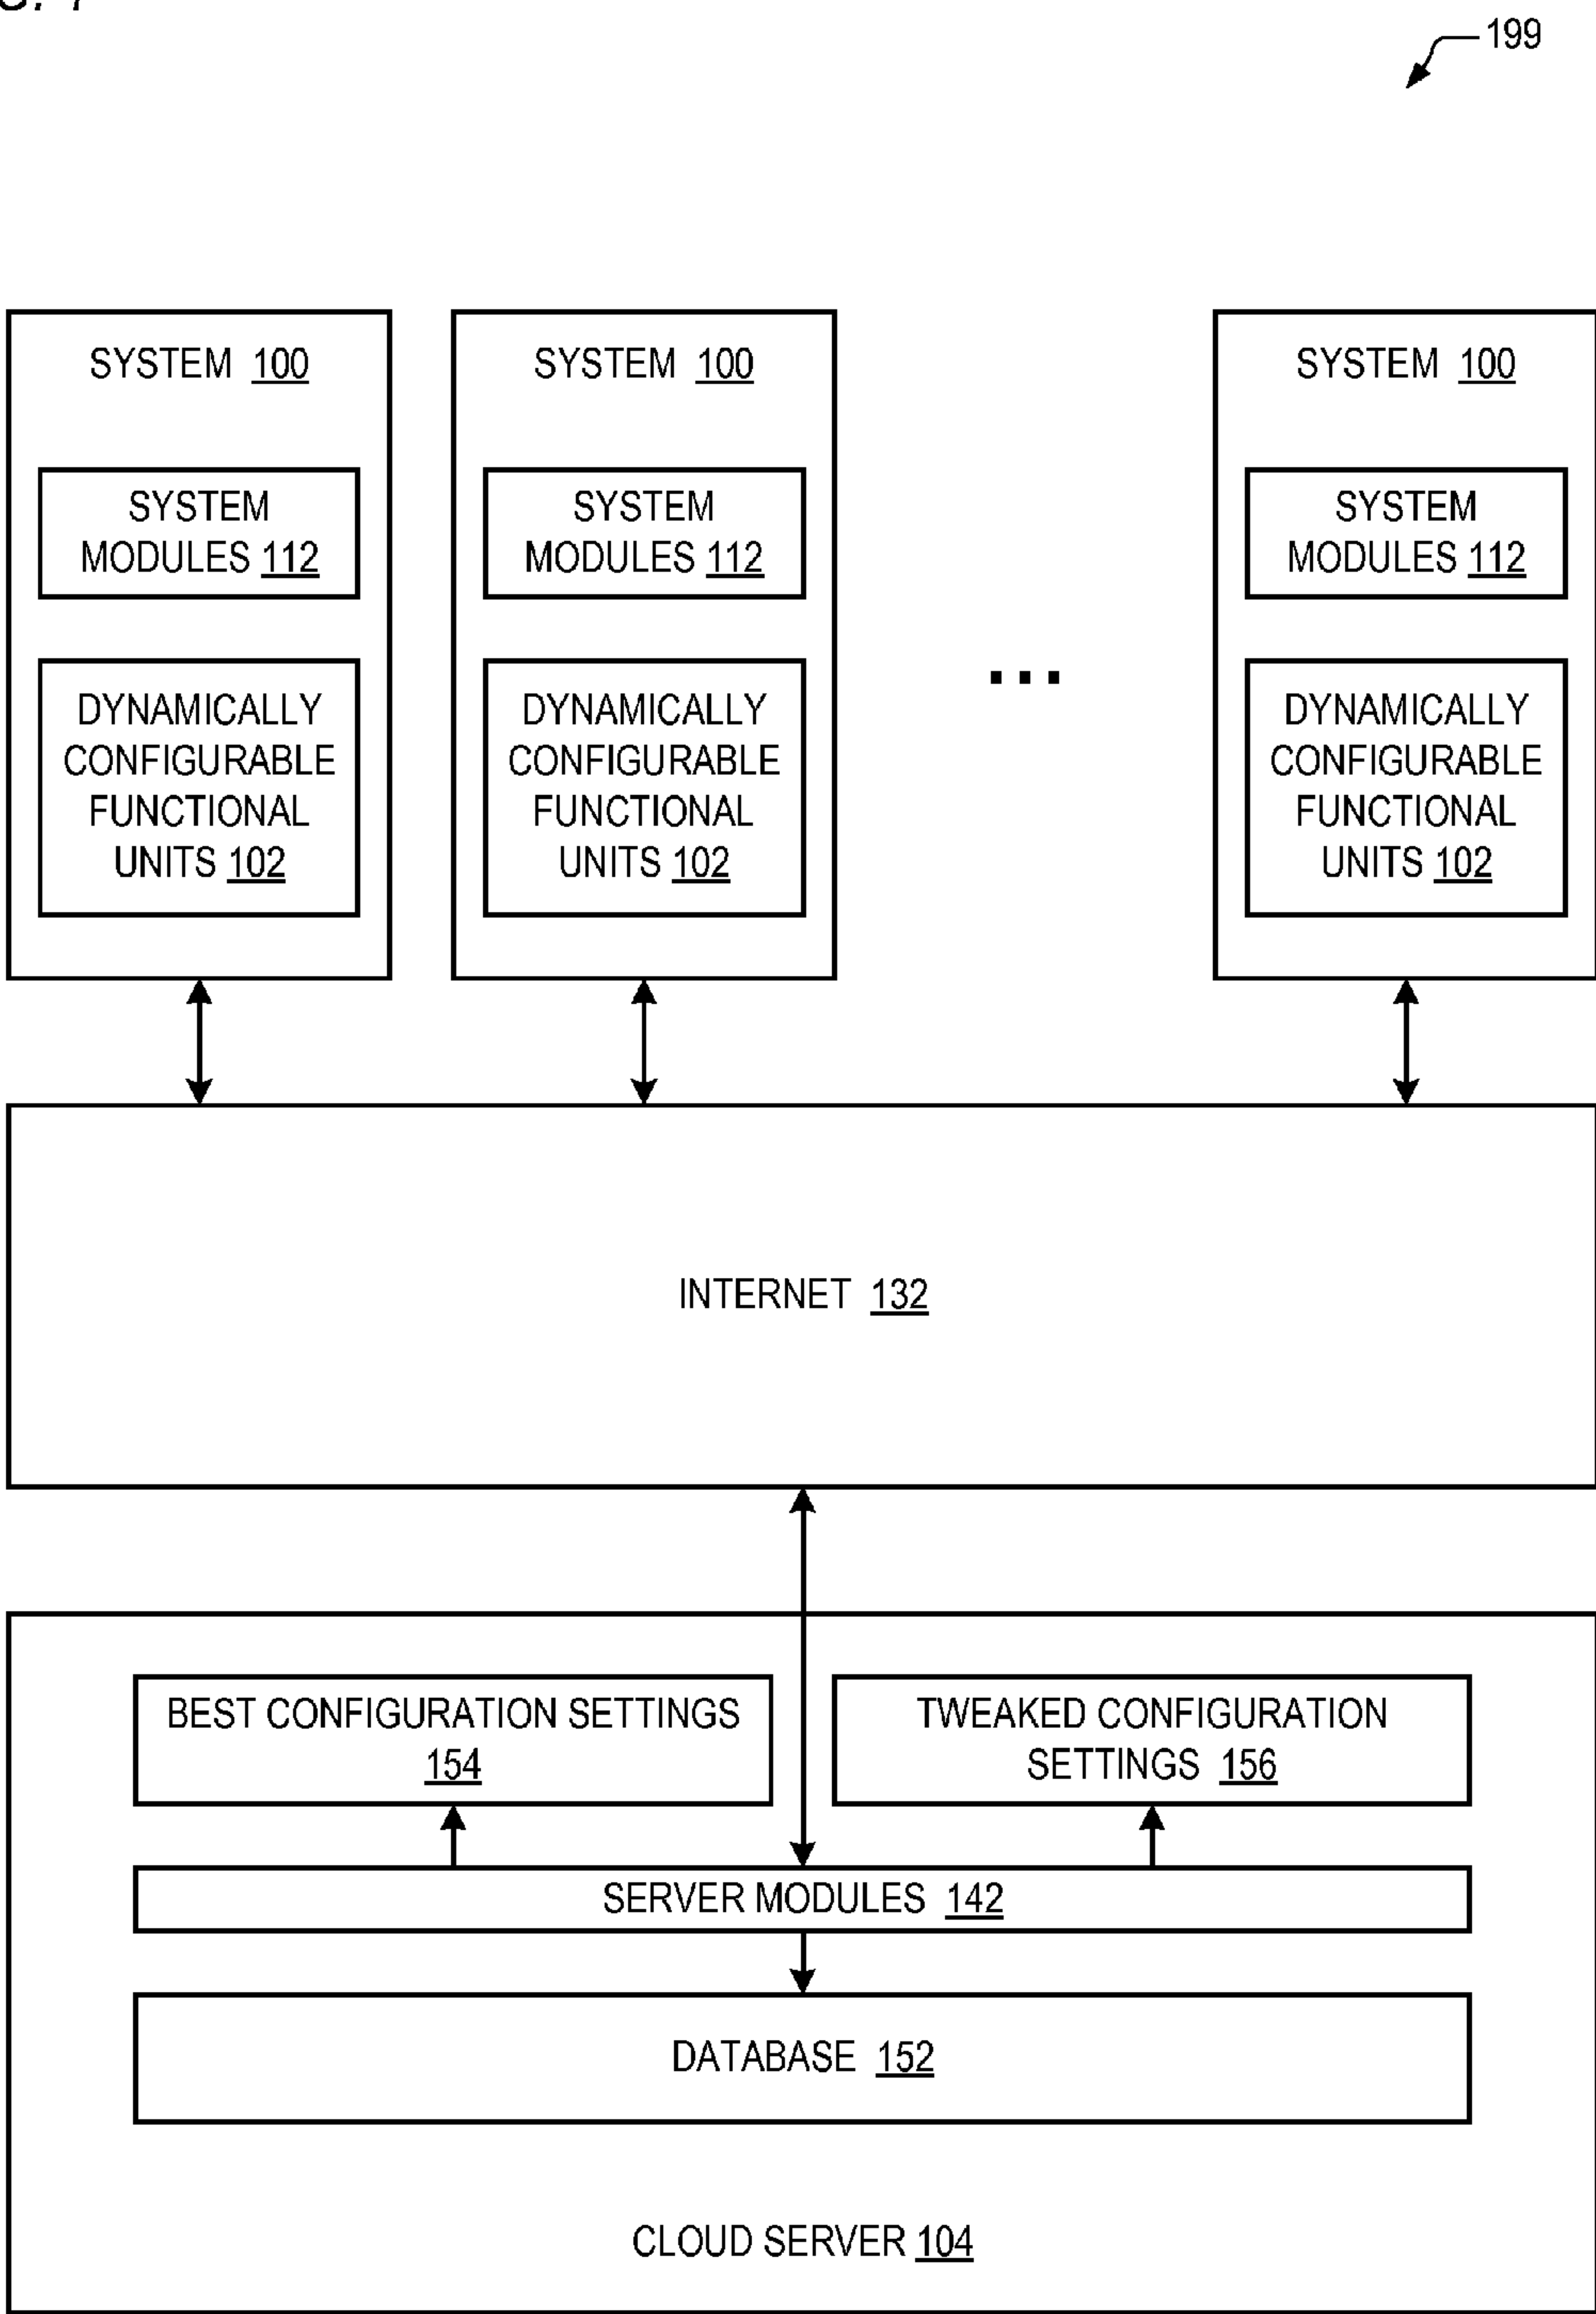 199
SYSTEM 100
SYSTEM
MODULES 112
DYNAMICALLY
CONFIGURABLE
FUNCTIONAL
UNITS 102
SYSTEM 100
SYSTEM
MODULES 112
DYNAMICALLY
CONFIGURABLE
FUNCTIONAL
UNITS 102
...
SYSTEM 100
SYSTEM
MODULES 112
DYNAMICALLY
CONFIGURABLE
FUNCTIONAL
UNITS 102
INTERNET 132
BEST CONFIGURATION SETTINGS
154
TWEAKED CONFIGURATION
SETTINGS 156
SERVER MODULES 142
DATABASE 152
CLOUD SERVER 104